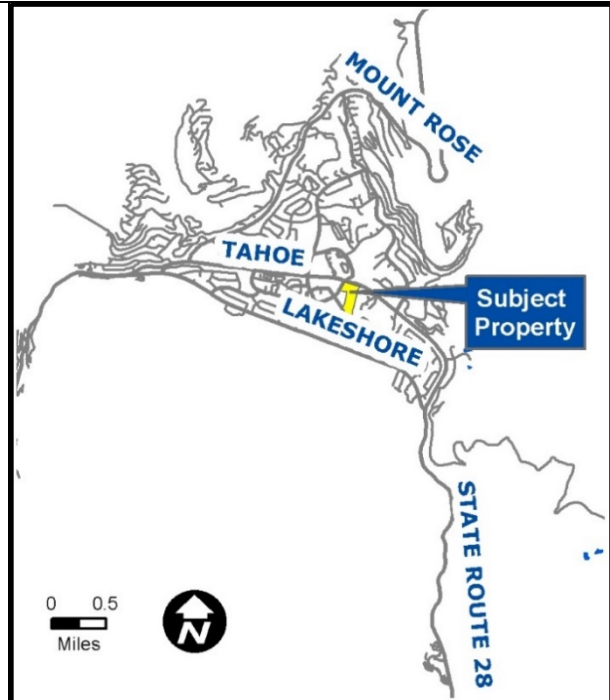 MOUNT ROSE
TAHOE
Subject
Property
LAKESHORE
STATE ROUTE 28
0 0.5
Miles
N